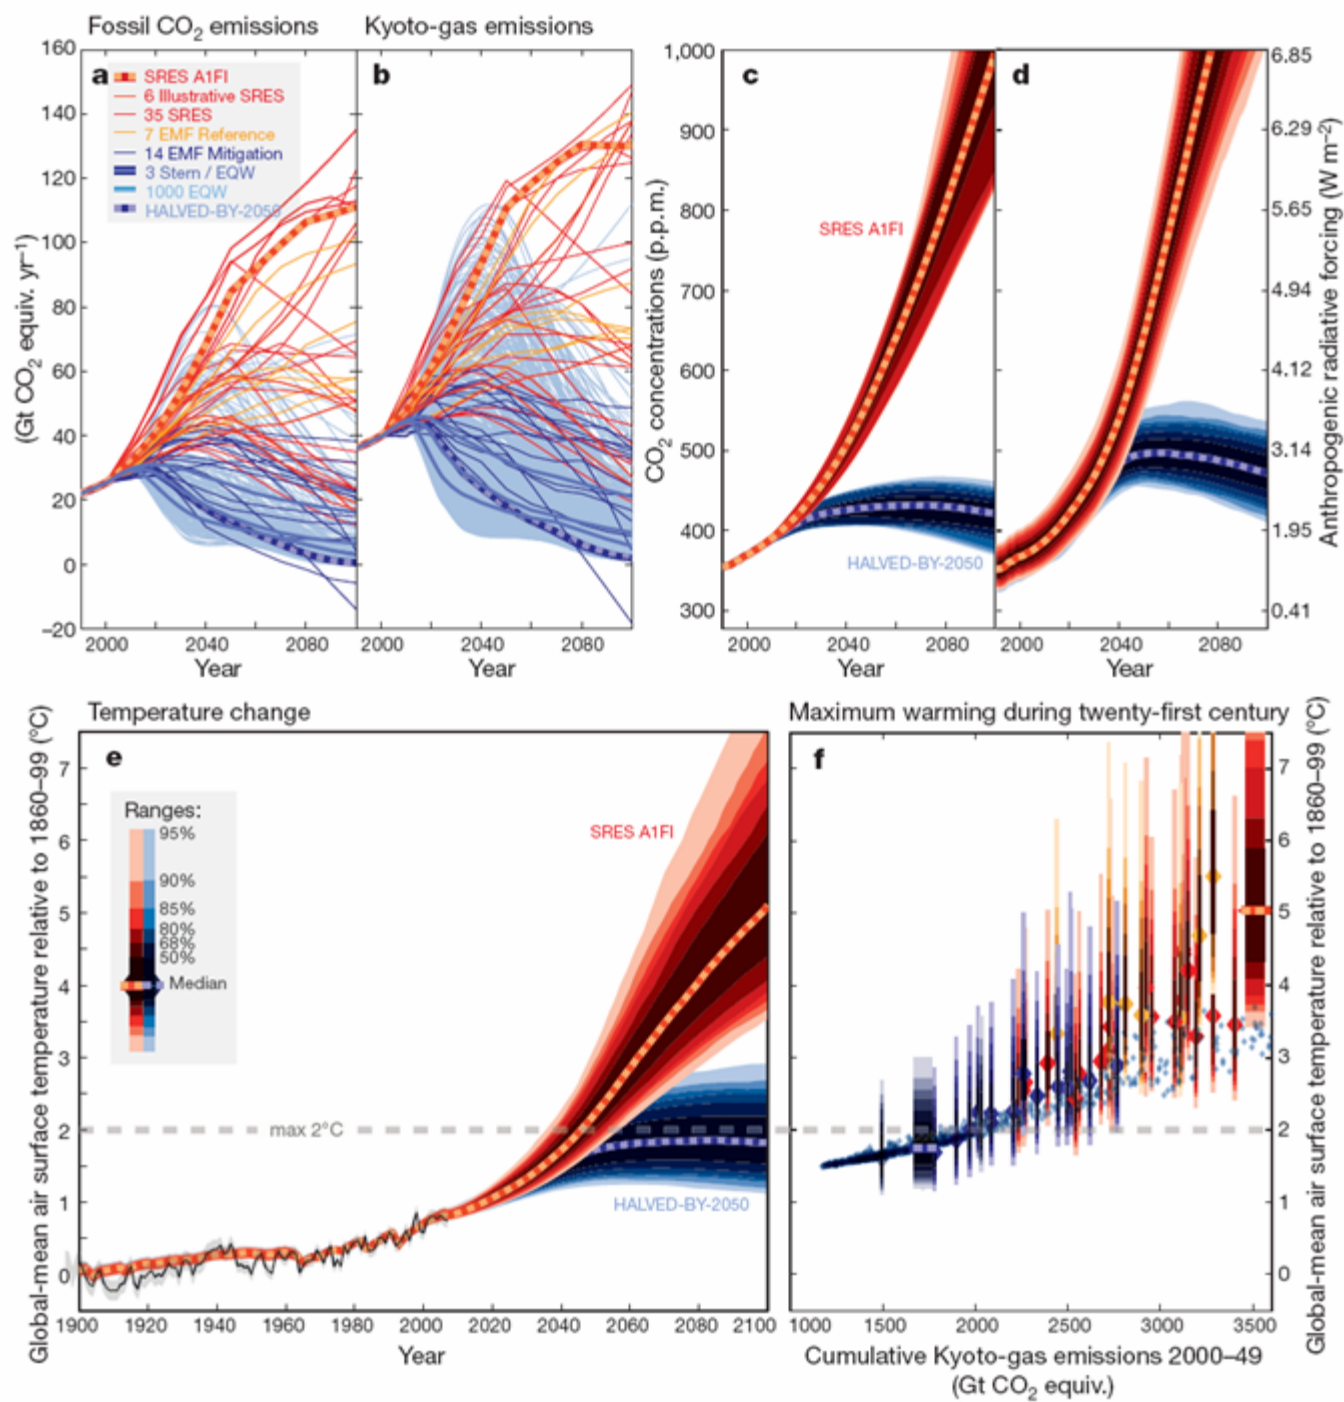 Fossil CO₂ emissions
Kyoto-gas emissions
160
140
120
100
80
60
40
20
0
–20
(Gt CO₂ equiv. yr⁻¹)
a
SRES A1FI
6 Illustrative SRES
35 SRES
7 EMF Reference
14 EMF Mitigation
3 Stern / EQW
1000 EQW
HALVED-BY-2050
b
2000 2040 2080
2000 2040 2080
Year
Year
1,000
900
800
700
600
500
400
300
CO₂ concentrations (p.p.m.)
c
SRES A1FI
HALVED-BY-2050
d
6.85
6.29
5.65
4.94
4.12
3.14
1.95
0.41
Anthropogenic radiative forcing (W m⁻²)
2000 2040 2080
2000 2040 2080
Year
Year
Temperature change
Global-mean air surface temperature relative to 1860–99 (°C)
e
7
6
5
4
3
2
1
0
Ranges:
95%
90%
85%
80%
68%
50%
Median
SRES A1FI
max 2°C
HALVED-BY-2050
1900 1920 1940 1960 1980 2000 2020 2040 2060 2080 2100
Year
Maximum warming during twenty-first century
f
7
6
5
4
3
2
1
0
Global-mean air surface temperature relative to 1860–99 (°C)
1000 1500 2000 2500 3000 3500
Cumulative Kyoto-gas emissions 2000–49
(Gt CO₂ equiv.)